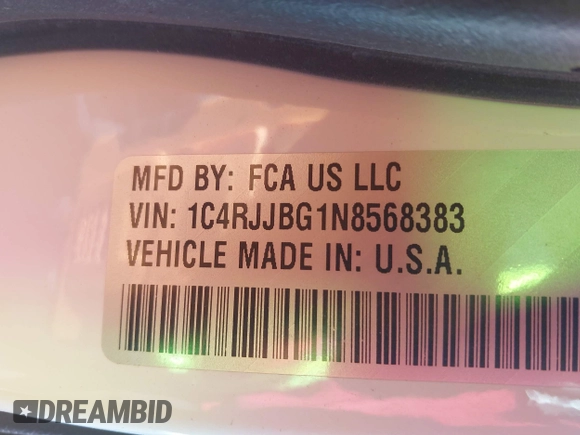 MFD BY: FCA US LLC
VIN: 1C4RJJBG1N8568383
VEHICLE MADE IN: U.S.A.
DREAMBID